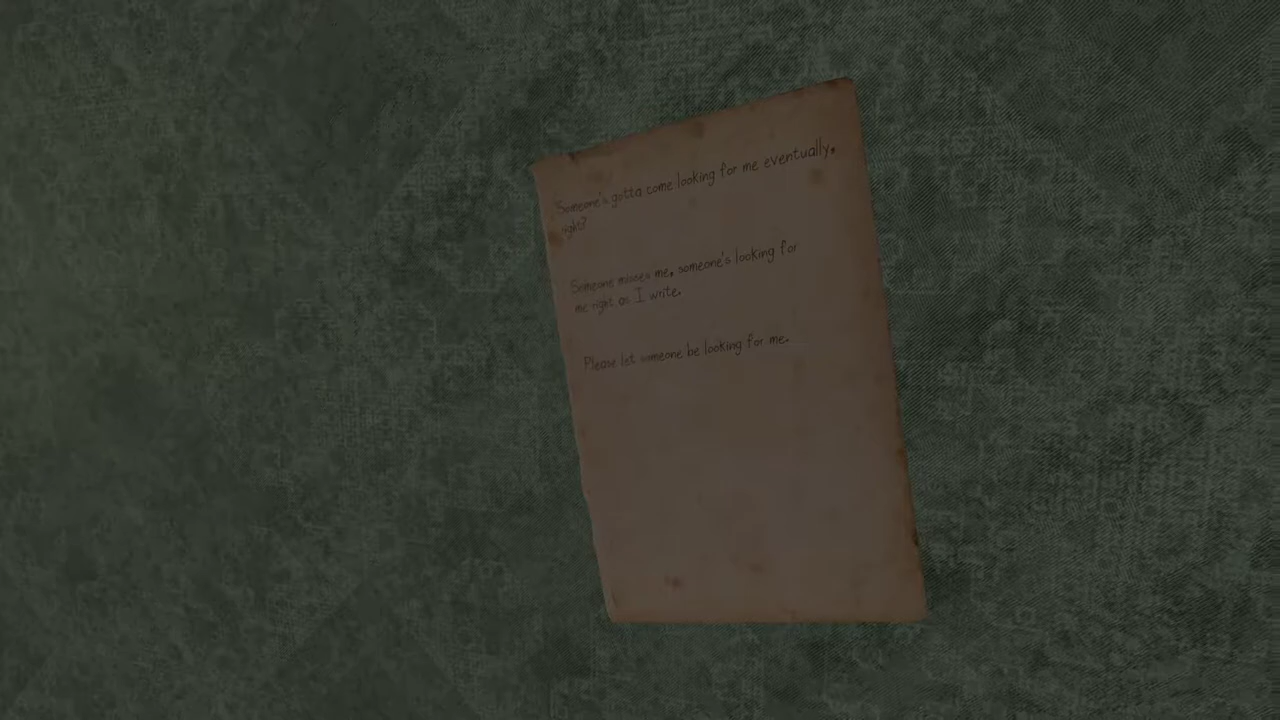 Someone's gotta come looking for me eventually,
right?
Someone misses me, someone's looking for
me right as I write.
Please let someone be looking for me.